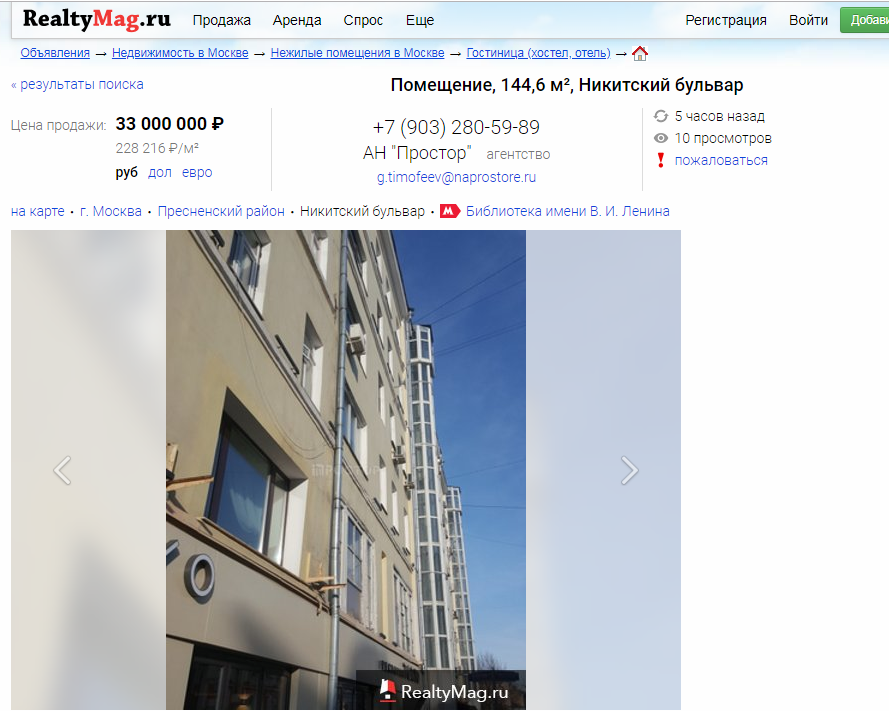 RealtyMag.ru Продажа Аренда Спрос Еще Регистрация Войти Добави
Объявления → Недвижимость в Москве → Нежилые помещения в Москве → Гостиница (хостел, отель) →
« результаты поиска
Помещение, 144,6 м², Никитский бульвар
Цена продажи: 33 000 000 ₽
228 216 ₽/м²
руб дол евро
+7 (903) 280-59-89
АН "Простор" агентство
g.timofeev@naprostore.ru
5 часов назад
10 просмотров
пожаловаться
на карте · г. Москва · Пресненский район · Никитский бульвар · М Библиотека имени В. И. Ленина
ПРОСТОР
О
RealtyMag.ru